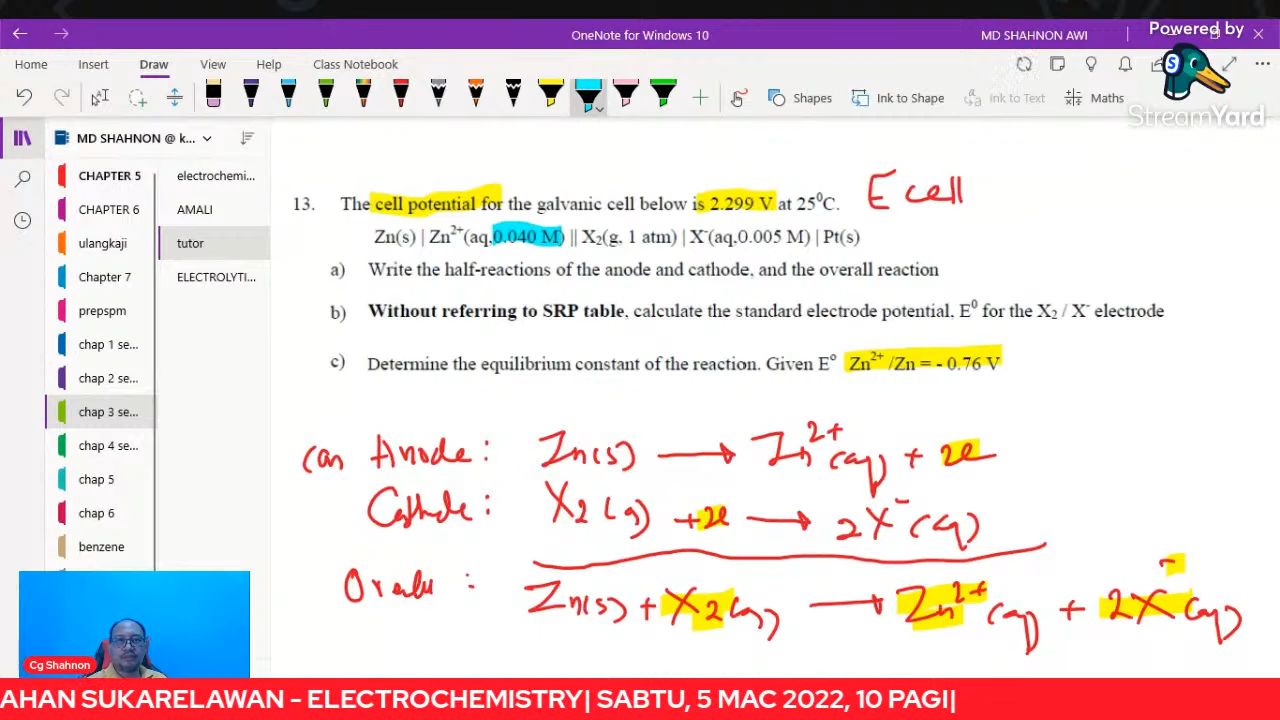 Powered by
StreamYard
OneNote for Windows 10
MD SHAHNON AWI
Home Insert Draw View Help Class Notebook
Shapes Ink to Shape Ink to Text Maths
MD SHAHNON @ k...
CHAPTER 5
CHAPTER 6
ulangkaji
Chapter 7
prepspm
chap 1 se...
chap 2 se...
chap 3 se...
chap 4 se...
chap 5
chap 6
benzene
electrochemi...
AMALI
tutor
ELECTROLYTI...
13. The cell potential for the galvanic cell below is 2.299 V at 25⁰C.
E cell
Zn(s) | Zn²⁺(aq,0.040 M) || X₂(g, 1 atm) | X⁻(aq,0.005 M) | Pt(s)
a) Write the half-reactions of the anode and cathode, and the overall reaction
b) Without referring to SRP table, calculate the standard electrode potential, E⁰ for the X₂ / X⁻ electrode
c) Determine the equilibrium constant of the reaction. Given E° Zn²⁺ /Zn = - 0.76 V
Anode : Zn(s) → Zn²⁺(aq) + 2e
Cathode : X₂(g) + 2e → 2X⁻(aq)
: Zn(s) + X₂(g) → Zn²⁺(aq) + 2X⁻(aq)
Cg Shahnon
AHAN SUKARELAWAN – ELECTROCHEMISTRY| SABTU, 5 MAC 2022, 10 PAGI|